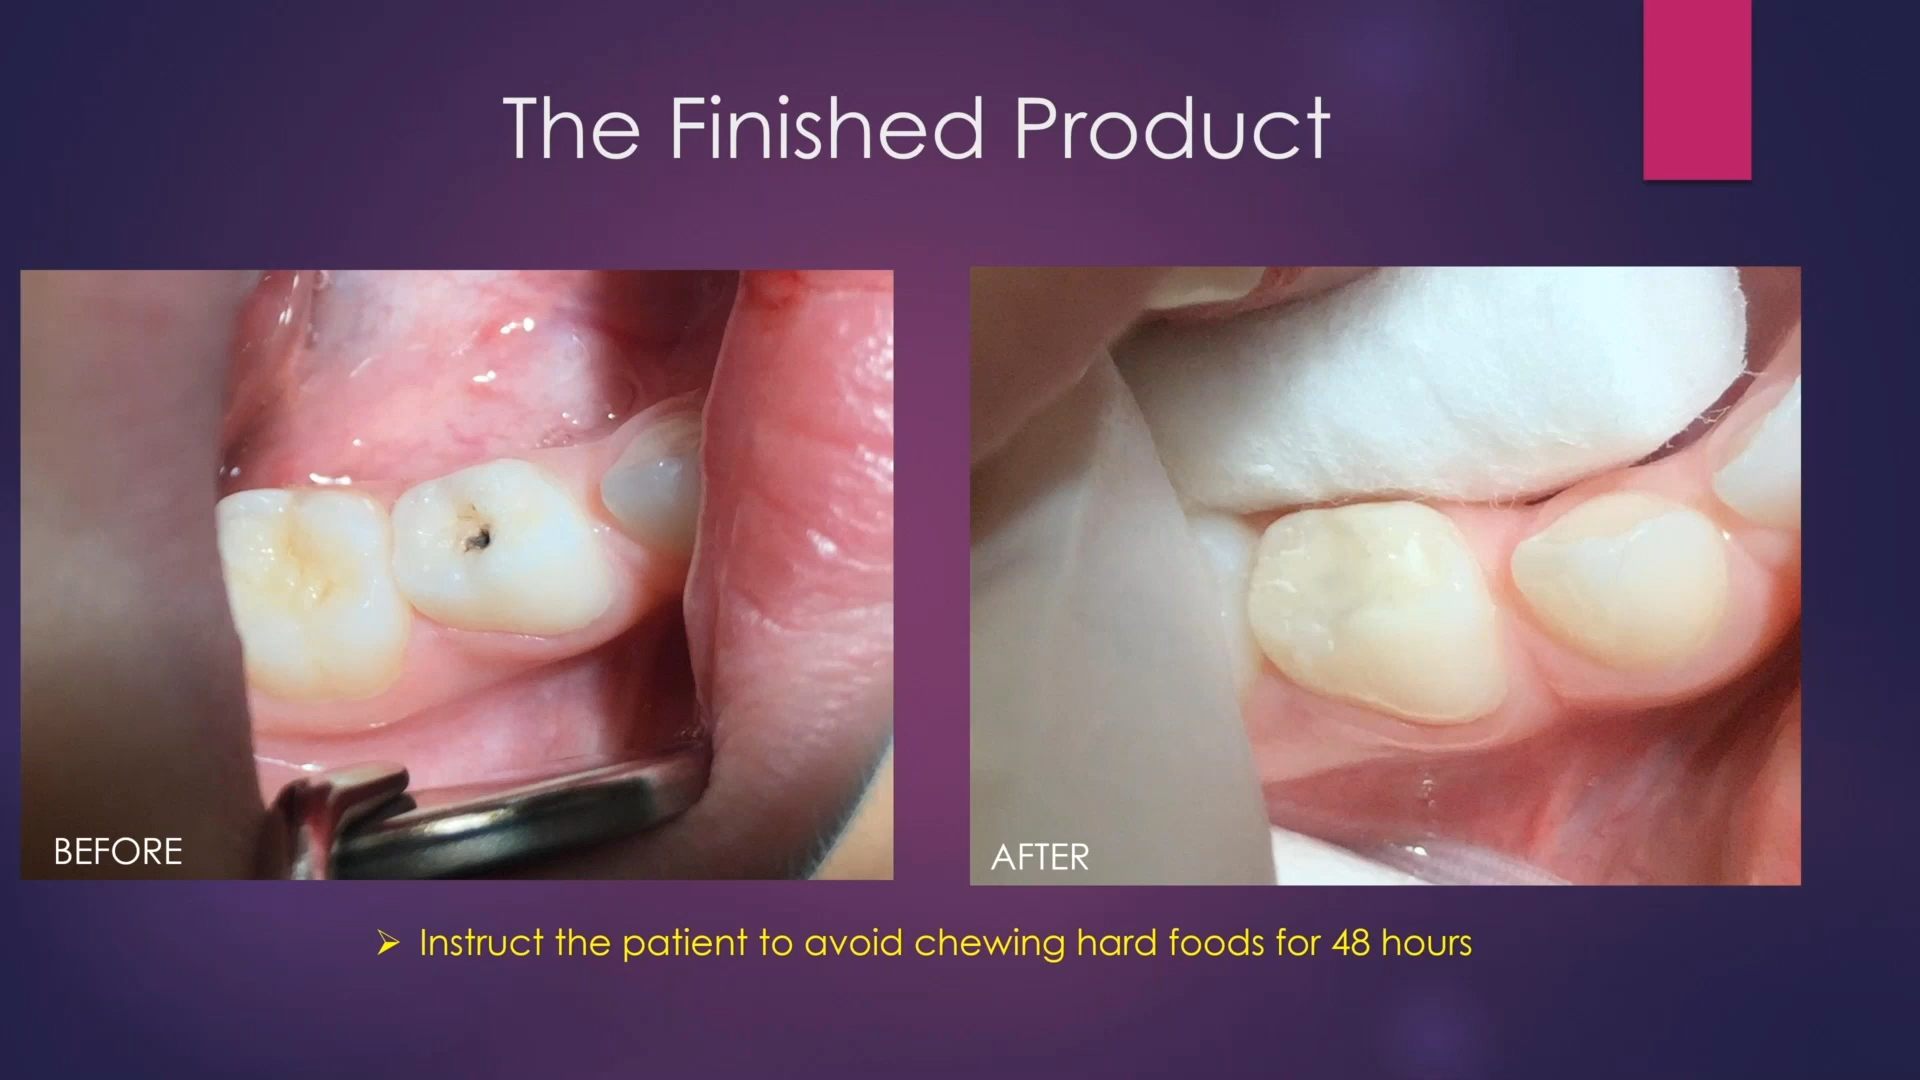 The Finished Product
BEFORE
AFTER
➢ Instruct the patient to avoid chewing hard foods for 48 hours